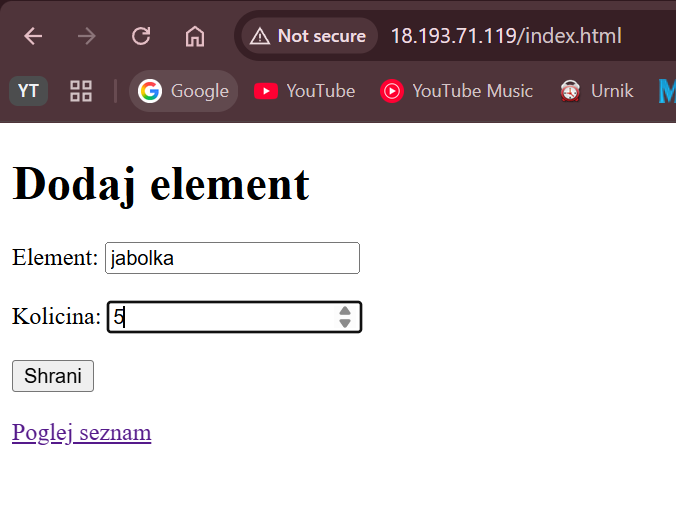 Not secure 18.193.71.119/index.html
YT Google YouTube YouTube Music Urnik
Dodaj element
Element: jabolka
Kolicina: 5
Shrani
Poglej seznam